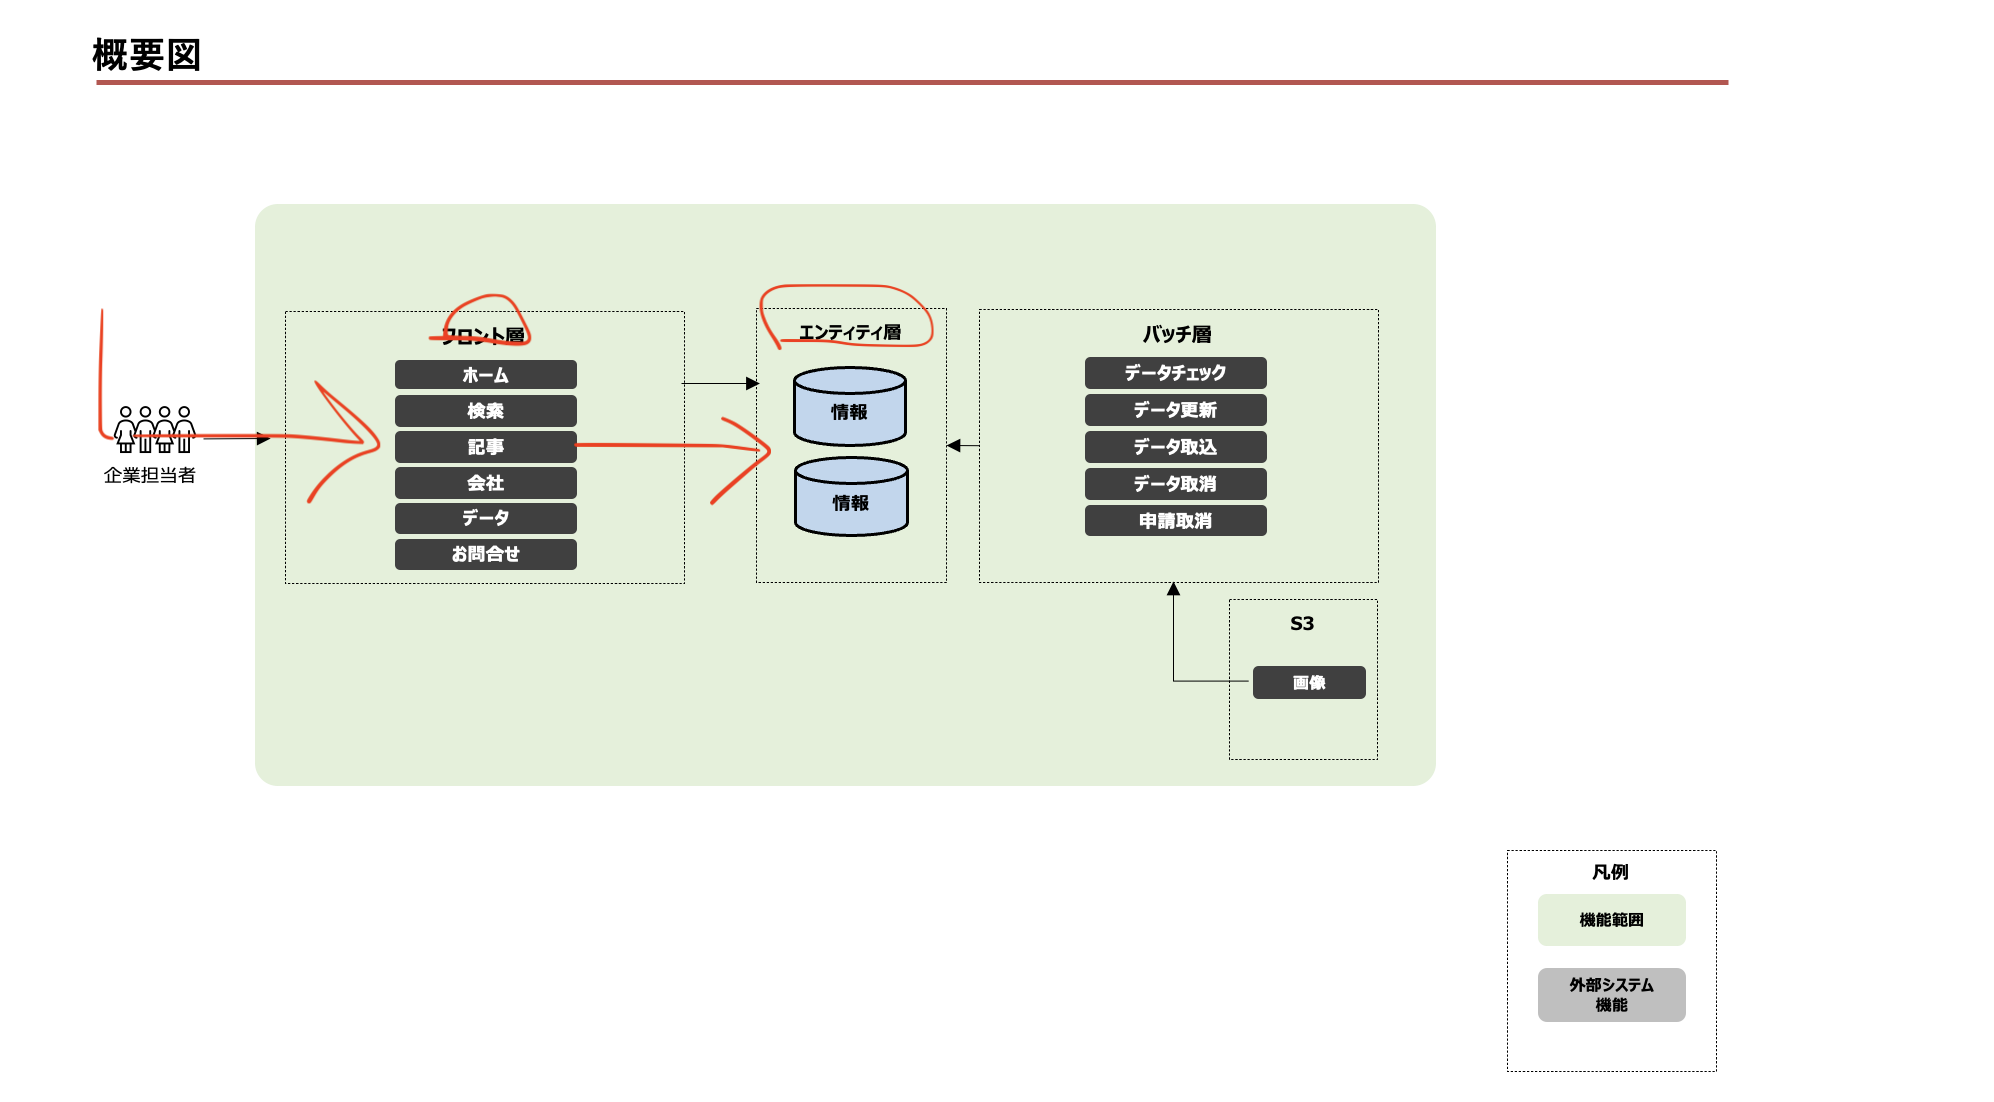 概要図
企業担当者
フロント層
ホーム
検索
記事
会社
データ
お問合せ
エンティティ層
情報
情報
バッチ層
データチェック
データ更新
データ取込
データ取消
申請取消
S3
画像
凡例
機能範囲
外部システム
機能